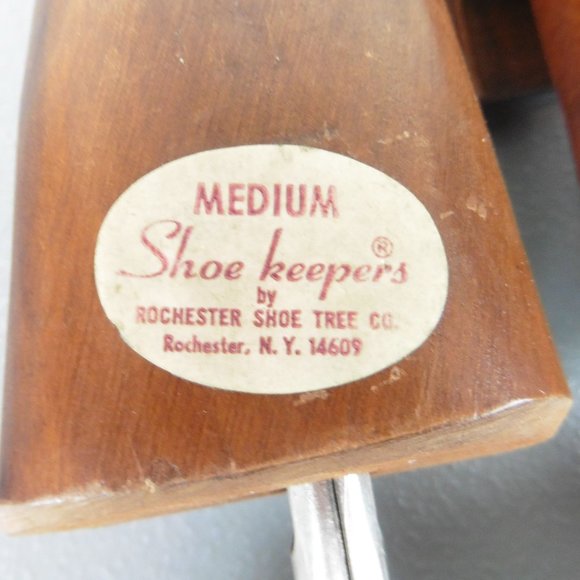 MEDIUM
Shoe keepers®
by
ROCHESTER SHOE TREE CO.
Rochester, N. Y. 14609